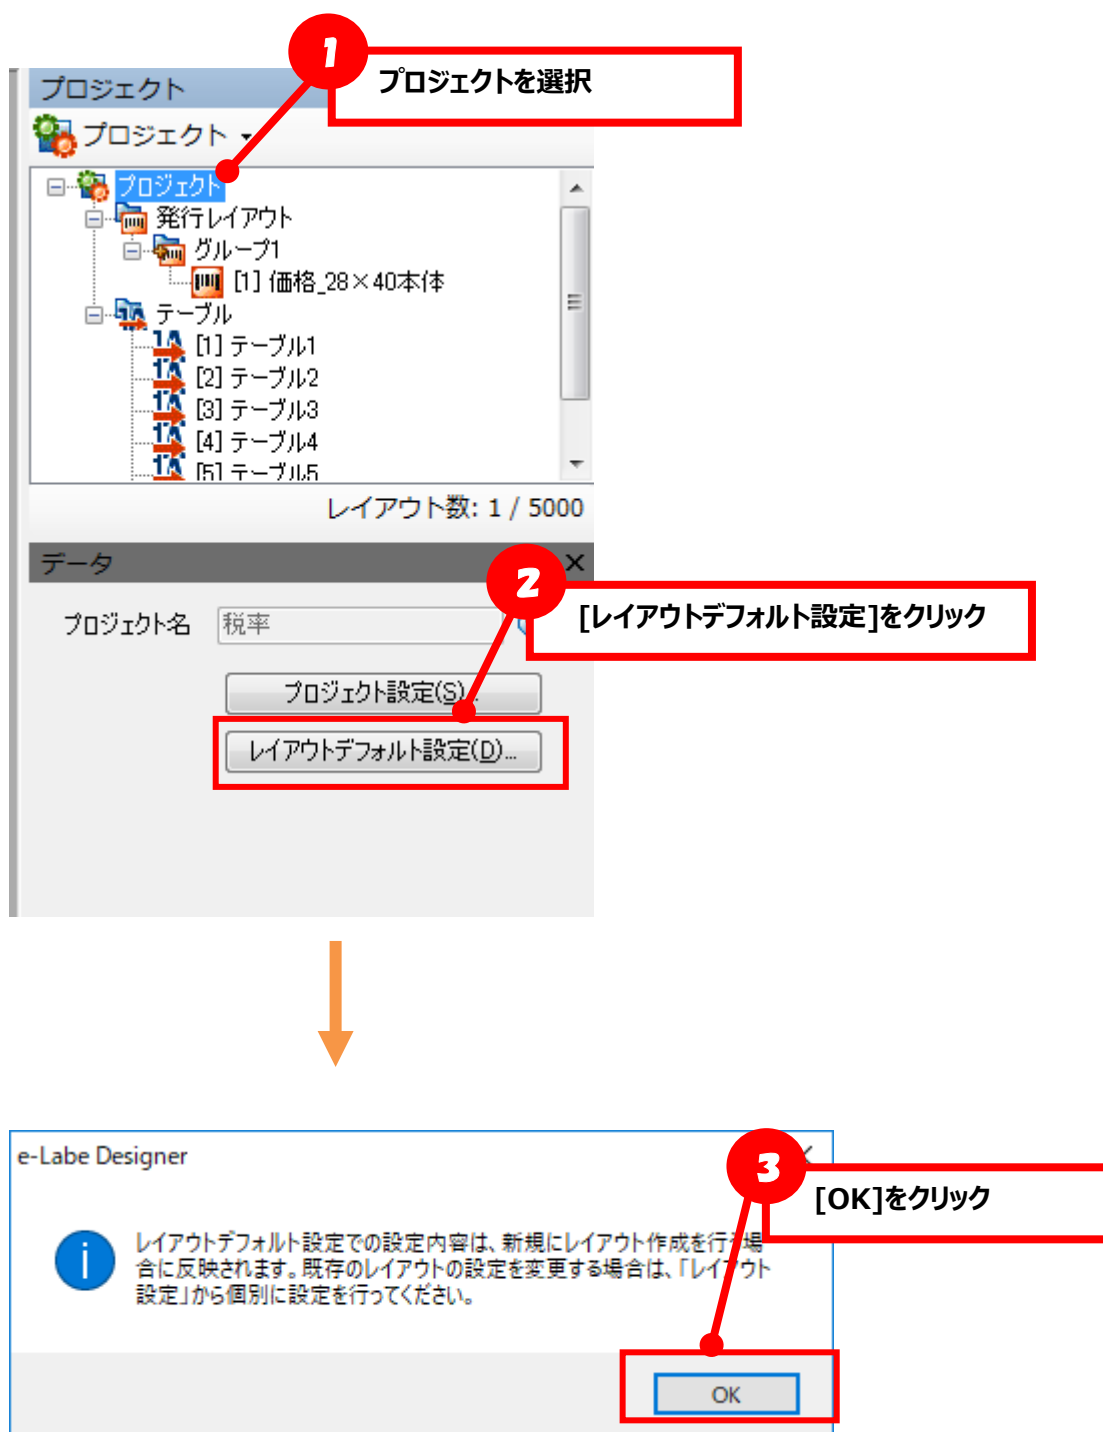 1
プロジェクトを選択
プロジェクト
プロジェクト
プロジェクト
発行レイアウト
グループ1
[1] 価格_28×40本体
テーブル
[1] テーブル1
[2] テーブル2
[3] テーブル3
[4] テーブル4
[5] テーブル5
レイアウト数: 1 / 5000
データ
2
[レイアウトデフォルト設定]をクリック
プロジェクト名 税率
プロジェクト設定(S)...
レイアウトデフォルト設定(D)...
e-Labe Designer
3
[OK]をクリック
レイアウトデフォルト設定での設定内容は、新規にレイアウト作成を行う場
合に反映されます。既存のレイアウトの設定を変更する場合は、「レイアウト
設定」から個別に設定を行ってください。
OK